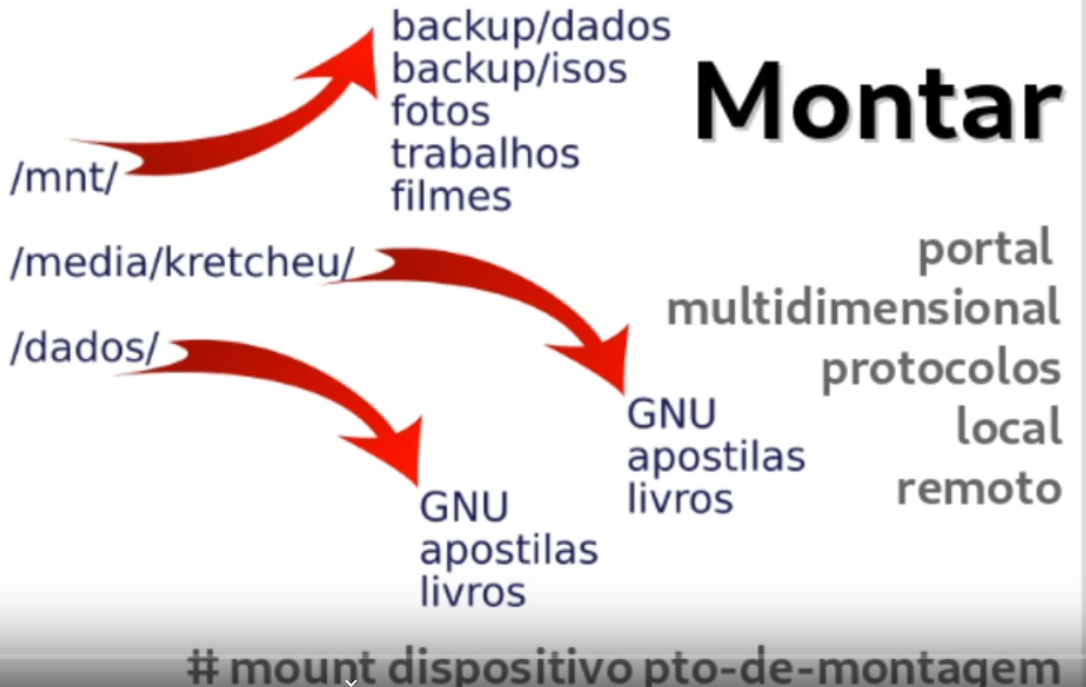 backup/dados
backup/isos
fotos
trabalhos
filmes
Montar
/mnt/
/media/kretcheu/
/dados/
portal
multidimensional
protocolos
local
remoto
GNU
apostilas
livros
GNU
apostilas
livros
# mount dispositivo pto-de-montagem